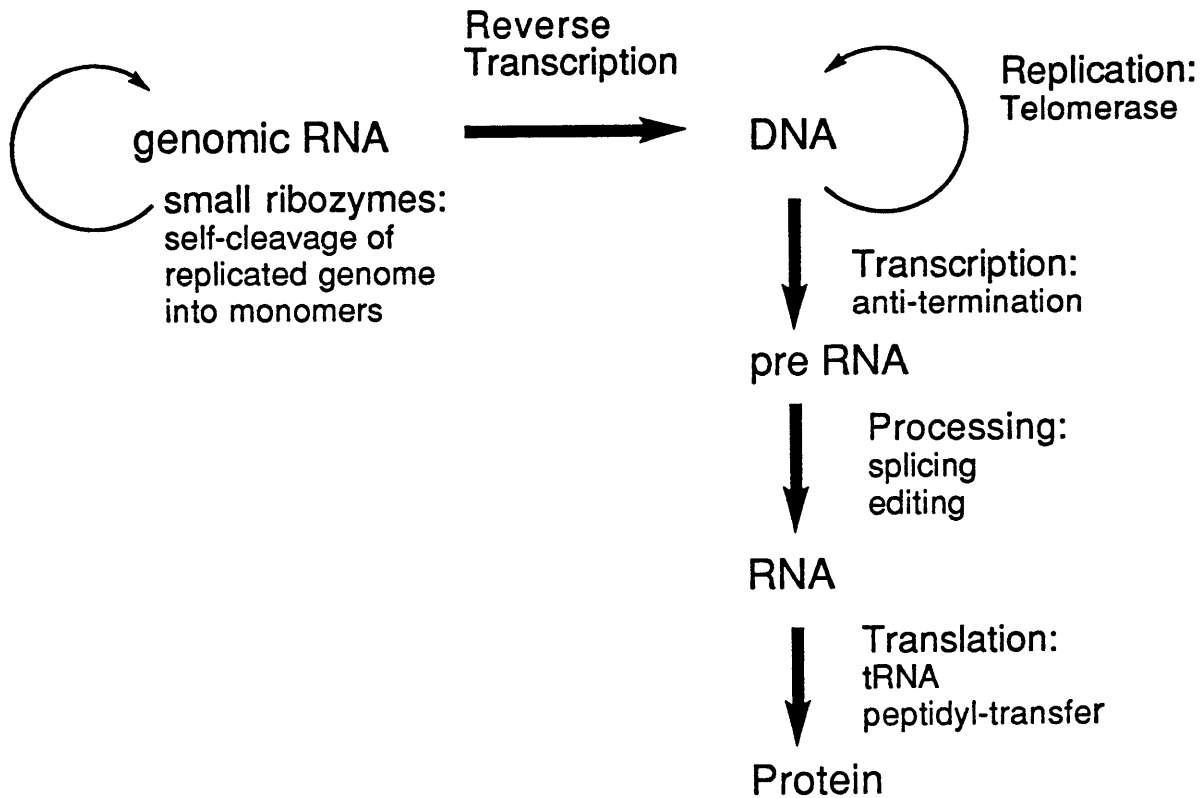 Reverse
Transcription
Replication:
Telomerase
genomic RNA
DNA
small ribozymes:
self-cleavage of
replicated genome
into monomers
Transcription:
anti-termination
pre RNA
Processing:
splicing
editing
RNA
Translation:
tRNA
peptidyl-transfer
Protein